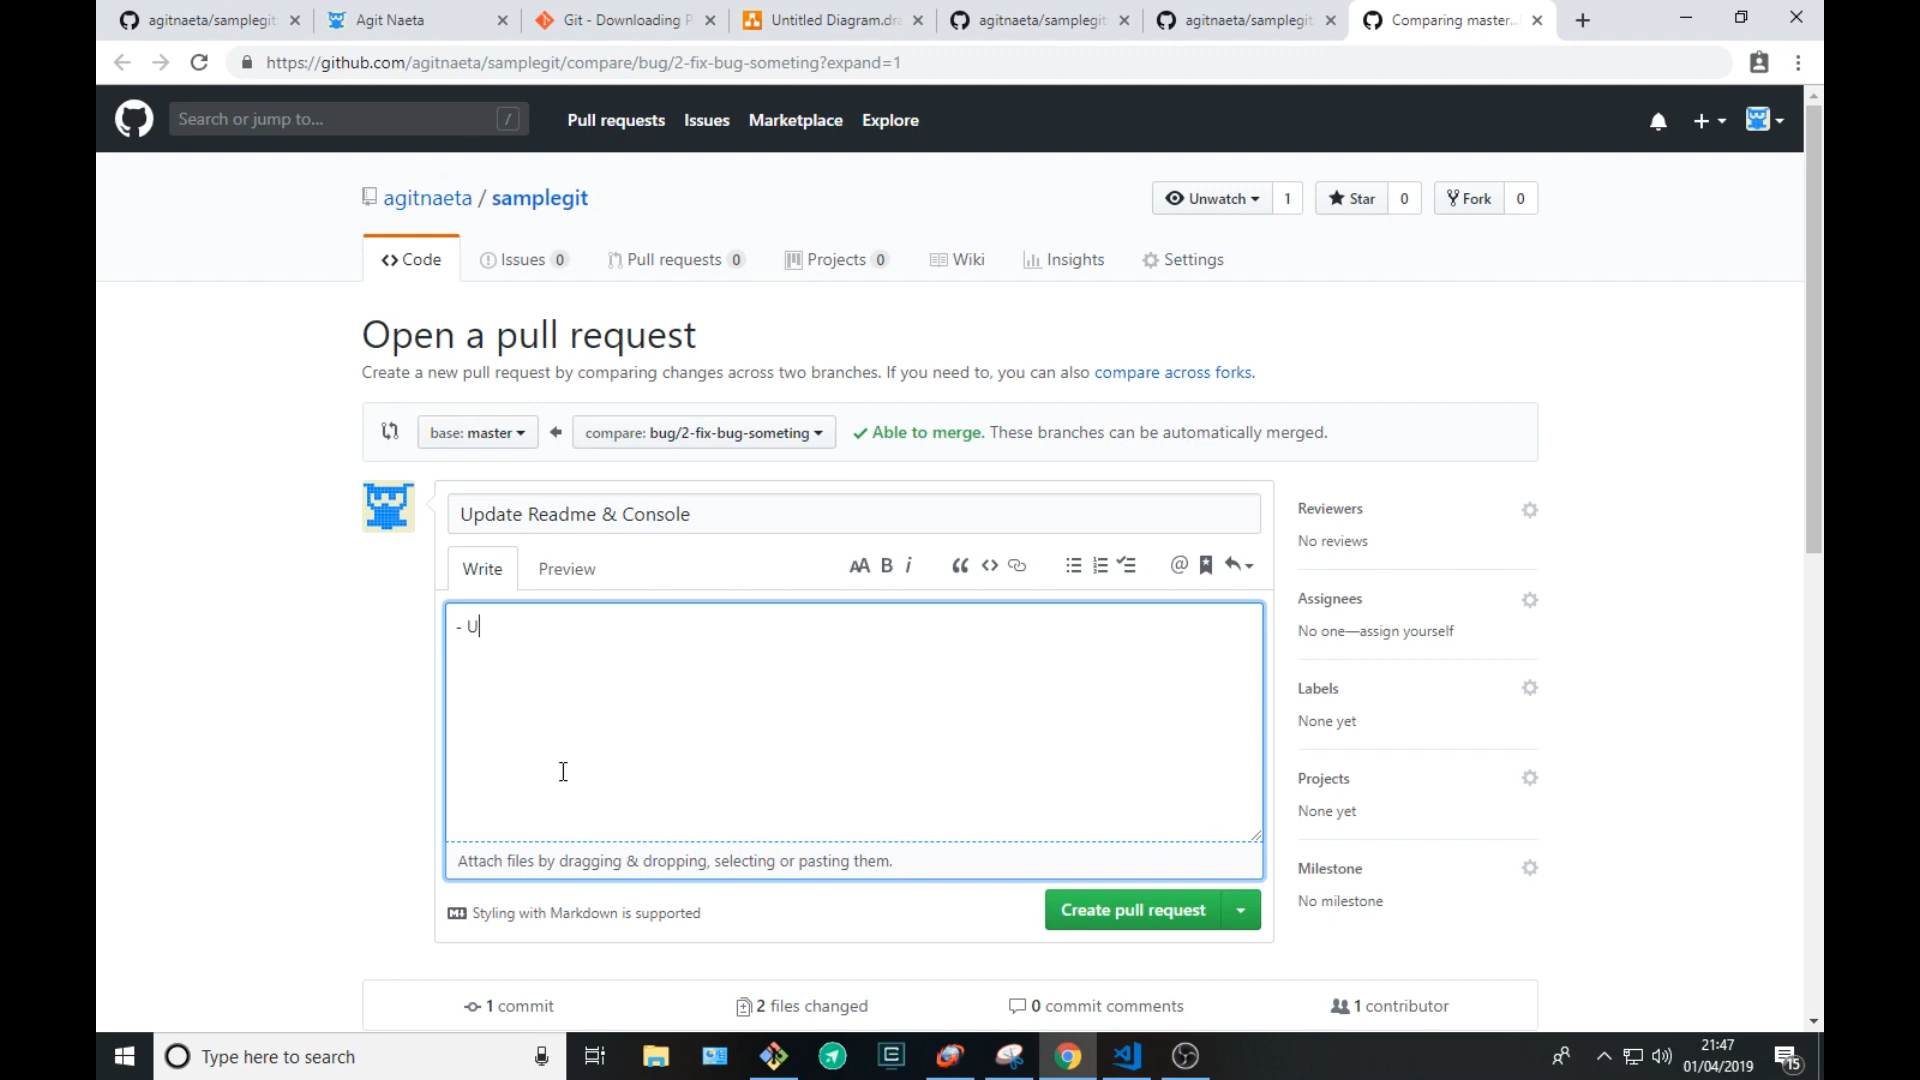 agitnaeta/samplegit
Agit Naeta
Git - Downloading P
Untitled Diagram.dra
agitnaeta/samplegit
agitnaeta/samplegit
Comparing master...
https://github.com/agitnaeta/samplegit/compare/bug/2-fix-bug-someting?expand=1
Search or jump to... /
Pull requests Issues Marketplace Explore
agitnaeta / samplegit
Unwatch 1 Star 0 Fork 0
Code Issues 0 Pull requests 0 Projects 0 Wiki Insights Settings
Open a pull request
Create a new pull request by comparing changes across two branches. If you need to, you can also compare across forks.
base: master compare: bug/2-fix-bug-someting Able to merge. These branches can be automatically merged.
Update Readme & Console
Write Preview
AA B i
- U
Attach files by dragging & dropping, selecting or pasting them.
Styling with Markdown is supported
Create pull request
Reviewers
No reviews
Assignees
No one—assign yourself
Labels
None yet
Projects
None yet
Milestone
No milestone
1 commit 2 files changed 0 commit comments 1 contributor
Type here to search
21:47
01/04/2019
15